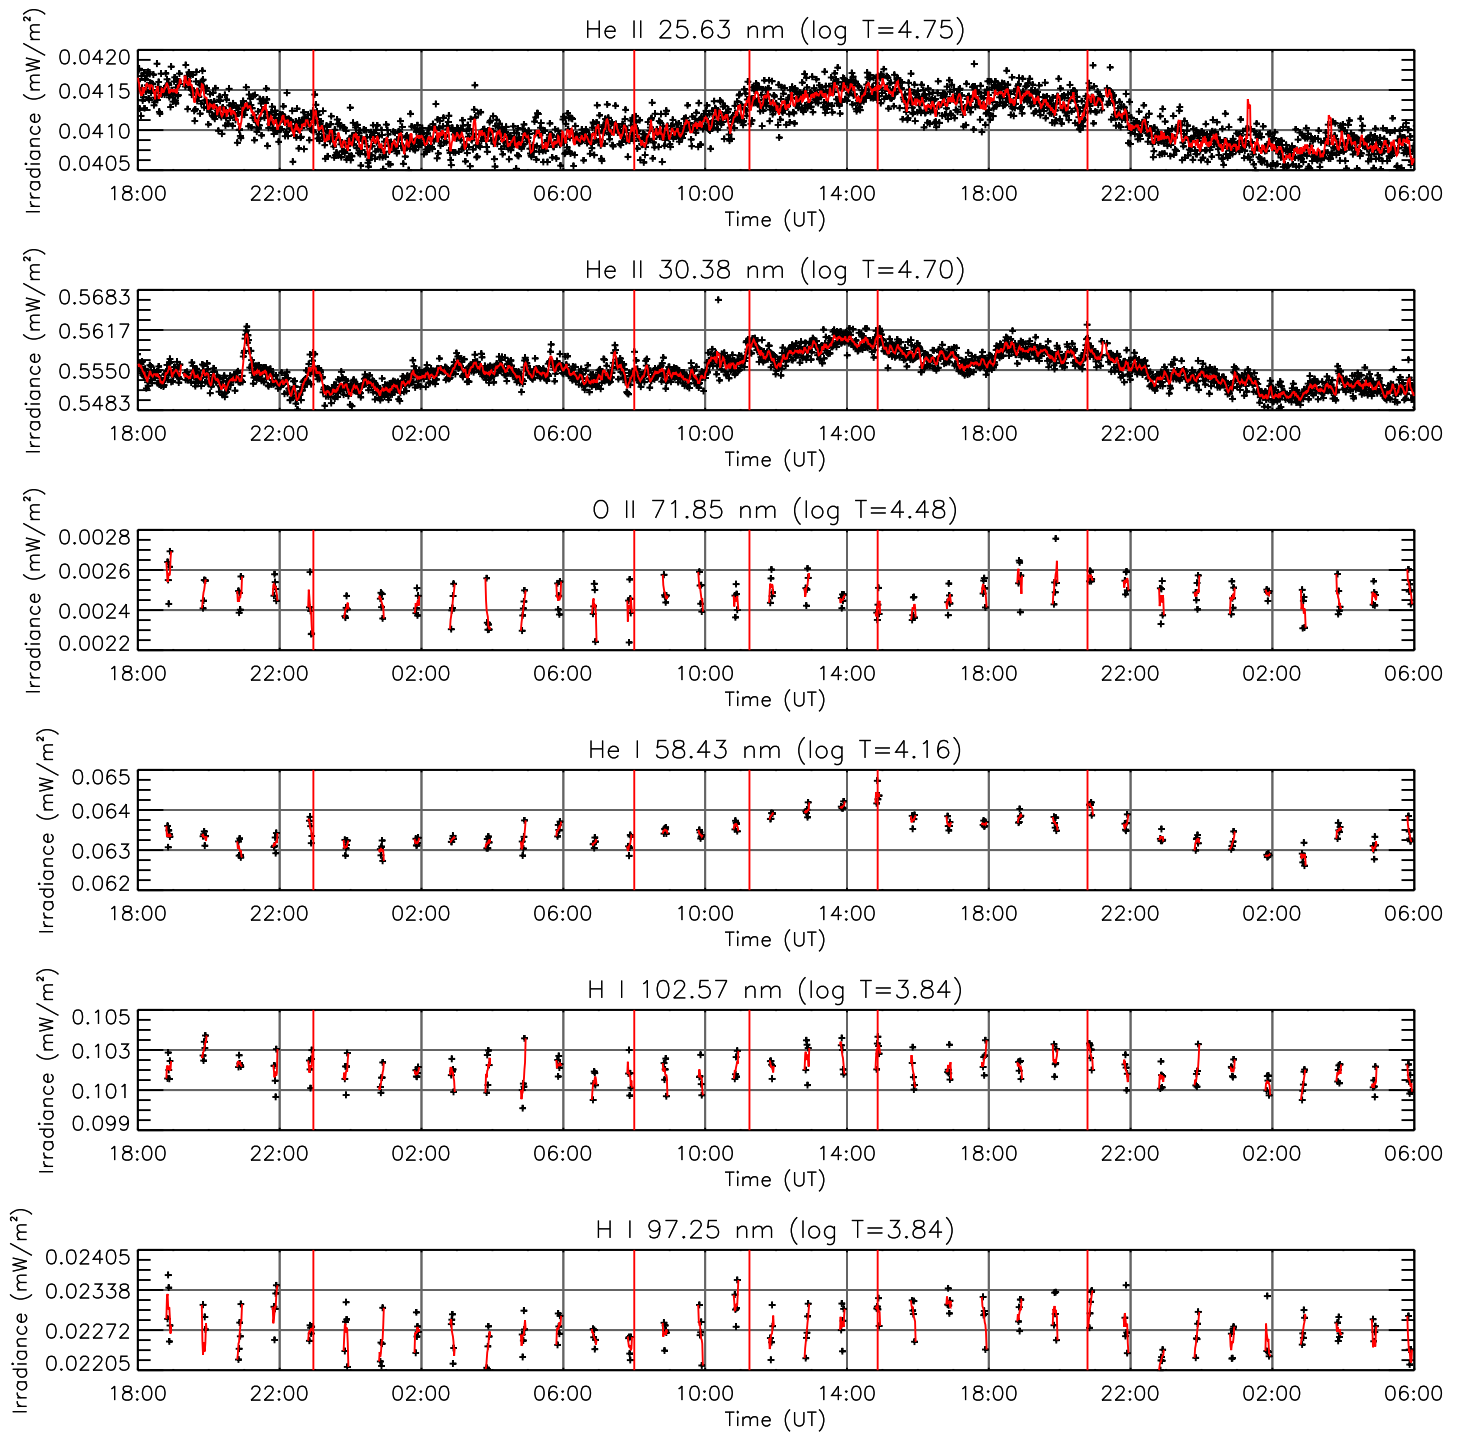 He II 25.63 nm (log T=4.75)
Irradiance (mW/m²)
0.0420
0.0415
0.0410
0.0405
18:00 22:00 02:00 06:00 10:00 14:00 18:00 22:00 02:00 06:00
Time (UT)
He II 30.38 nm (log T=4.70)
Irradiance (mW/m²)
0.5683
0.5617
0.5550
0.5483
18:00 22:00 02:00 06:00 10:00 14:00 18:00 22:00 02:00 06:00
Time (UT)
O II 71.85 nm (log T=4.48)
Irradiance (mW/m²)
0.0028
0.0026
0.0024
0.0022
18:00 22:00 02:00 06:00 10:00 14:00 18:00 22:00 02:00 06:00
Time (UT)
He I 58.43 nm (log T=4.16)
Irradiance (mW/m²)
0.065
0.064
0.063
0.062
18:00 22:00 02:00 06:00 10:00 14:00 18:00 22:00 02:00 06:00
Time (UT)
H I 102.57 nm (log T=3.84)
Irradiance (mW/m²)
0.105
0.103
0.101
0.099
18:00 22:00 02:00 06:00 10:00 14:00 18:00 22:00 02:00 06:00
Time (UT)
H I 97.25 nm (log T=3.84)
Irradiance (mW/m²)
0.02405
0.02338
0.02272
0.02205
18:00 22:00 02:00 06:00 10:00 14:00 18:00 22:00 02:00 06:00
Time (UT)